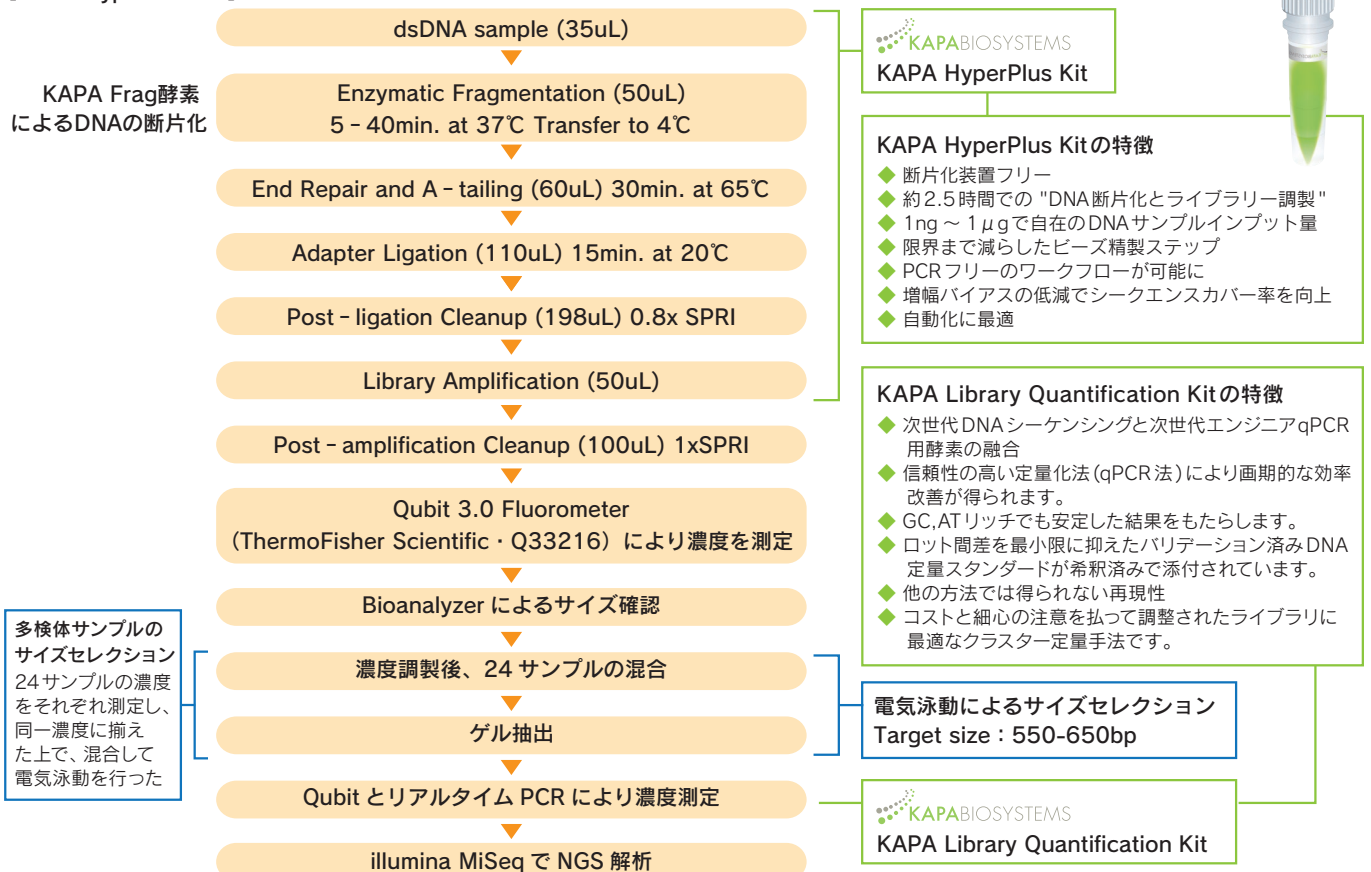 dsDNA sample (35uL)
KAPA Frag酵素
によるDNAの断片化
Enzymatic Fragmentation (50uL)
5–40min. at 37℃ Transfer to 4℃
End Repair and A–tailing (60uL) 30min. at 65℃
Adapter Ligation (110uL) 15min. at 20℃
Post–ligation Cleanup (198uL) 0.8x SPRI
Library Amplification (50uL)
Post–amplification Cleanup (100uL) 1xSPRI
Qubit 3.0 Fluorometer
（ThermoFisher Scientific・Q33216）により濃度を測定
Bioanalyzer によるサイズ確認
濃度調製後、24 サンプルの混合
ゲル抽出
Qubit とリアルタイム PCR により濃度測定
illumina MiSeq で NGS 解析
多検体サンプルの
サイズセレクション
24サンプルの濃度
をそれぞれ測定し、
同一濃度に揃え
た上で、混合して
電気泳動を行った
KAPABIOSYSTEMS
KAPA HyperPlus Kit
KAPA HyperPlus Kitの特徴
◆ 断片化装置フリー
◆ 約2.5時間での "DNA断片化とライブラリー調製"
◆ 1ng ～ 1μgで自在のDNAサンプルインプット量
◆ 限界まで減らしたビーズ精製ステップ
◆ PCRフリーのワークフローが可能に
◆ 増幅バイアスの低減でシークエンスカバー率を向上
◆ 自動化に最適
KAPA Library Quantification Kitの特徴
◆ 次世代DNAシーケンシングと次世代エンジニアqPCR
用酵素の融合
◆ 信頼性の高い定量化法(qPCR法)により画期的な効率
改善が得られます。
◆ GC,ATリッチでも安定した結果をもたらします。
◆ ロット間差を最小限に抑えたバリデーション済みDNA
定量スタンダードが希釈済みで添付されています。
◆ 他の方法では得られない再現性
◆ コストと細心の注意を払って調整されたライブラリに
最適なクラスター定量手法です。
電気泳動によるサイズセレクション
Target size：550-650bp
KAPABIOSYSTEMS
KAPA Library Quantification Kit